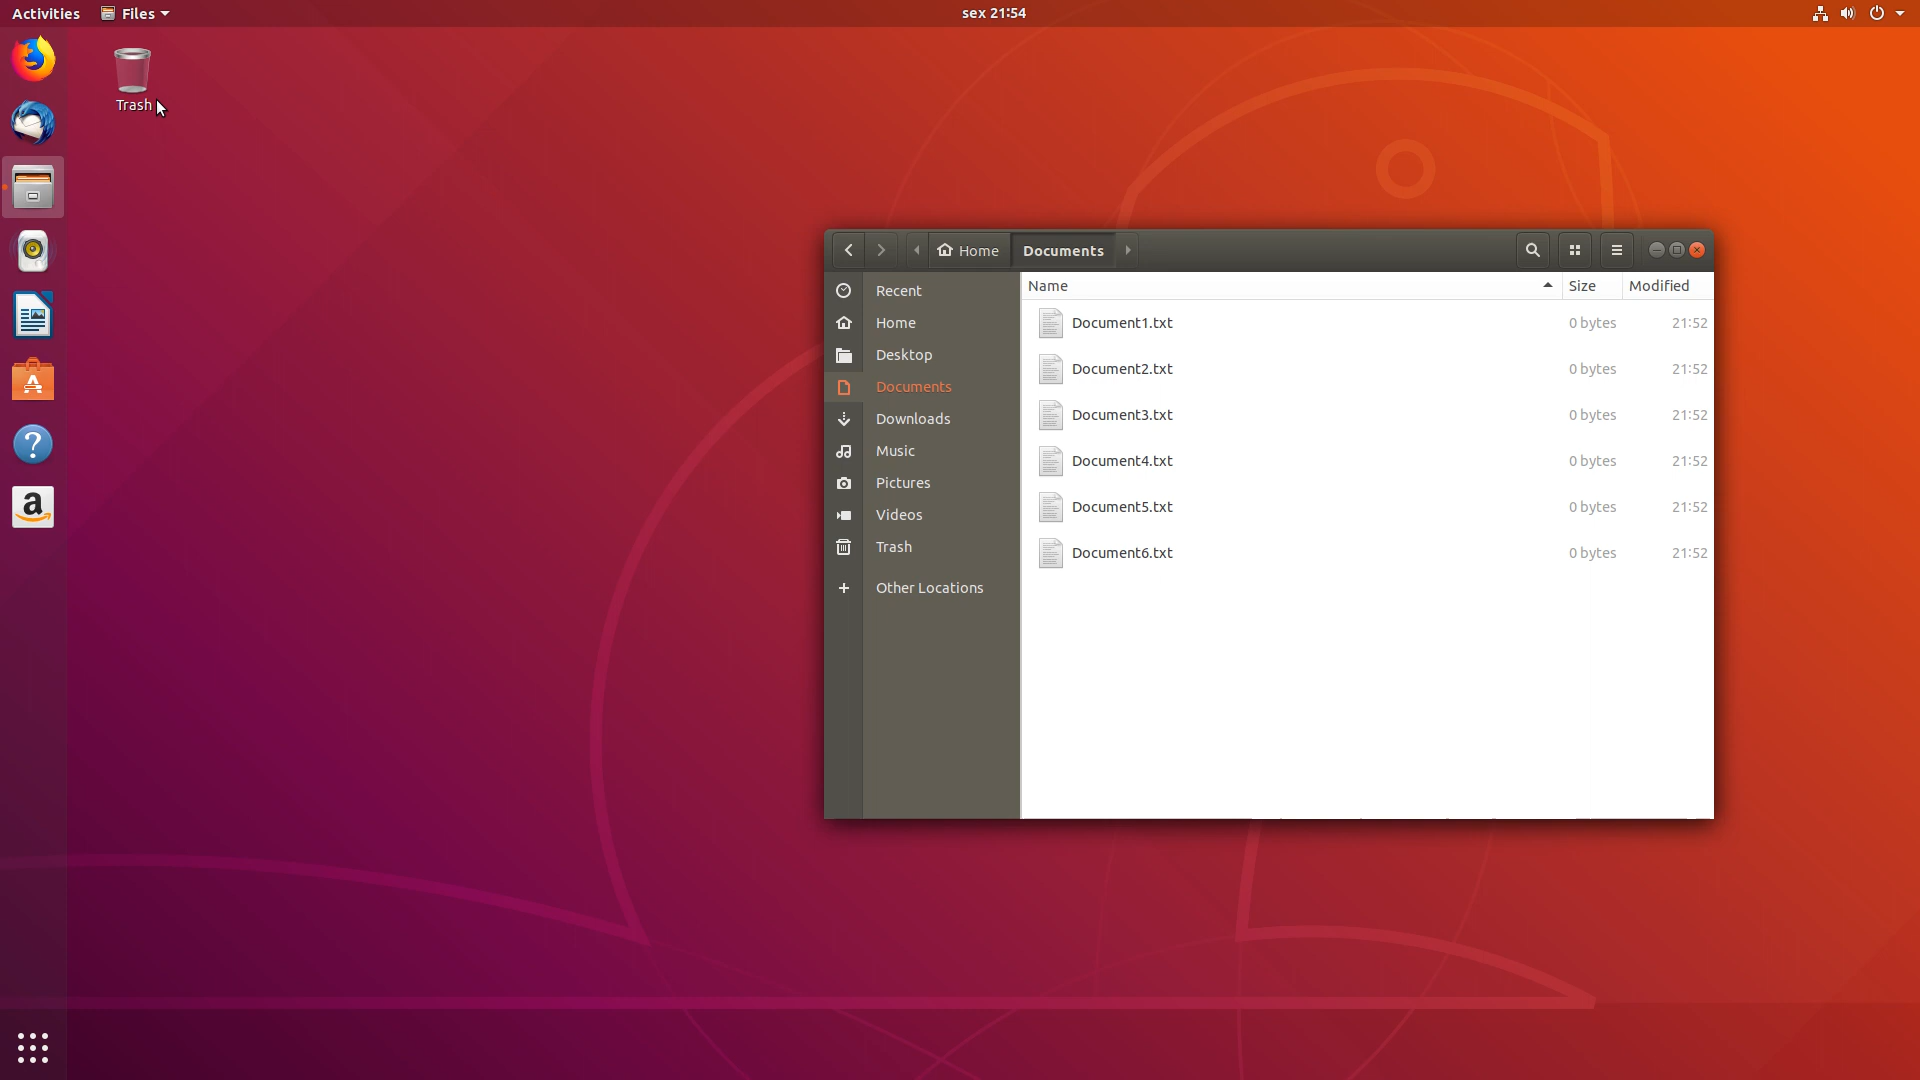 Activities
Files
sex 21:54
Trash
Home
Documents
Recent
Home
Desktop
Documents
Downloads
Music
Pictures
Videos
Trash
Other Locations
Name Size Modified
Document1.txt 0 bytes 21:52
Document2.txt 0 bytes 21:52
Document3.txt 0 bytes 21:52
Document4.txt 0 bytes 21:52
Document5.txt 0 bytes 21:52
Document6.txt 0 bytes 21:52